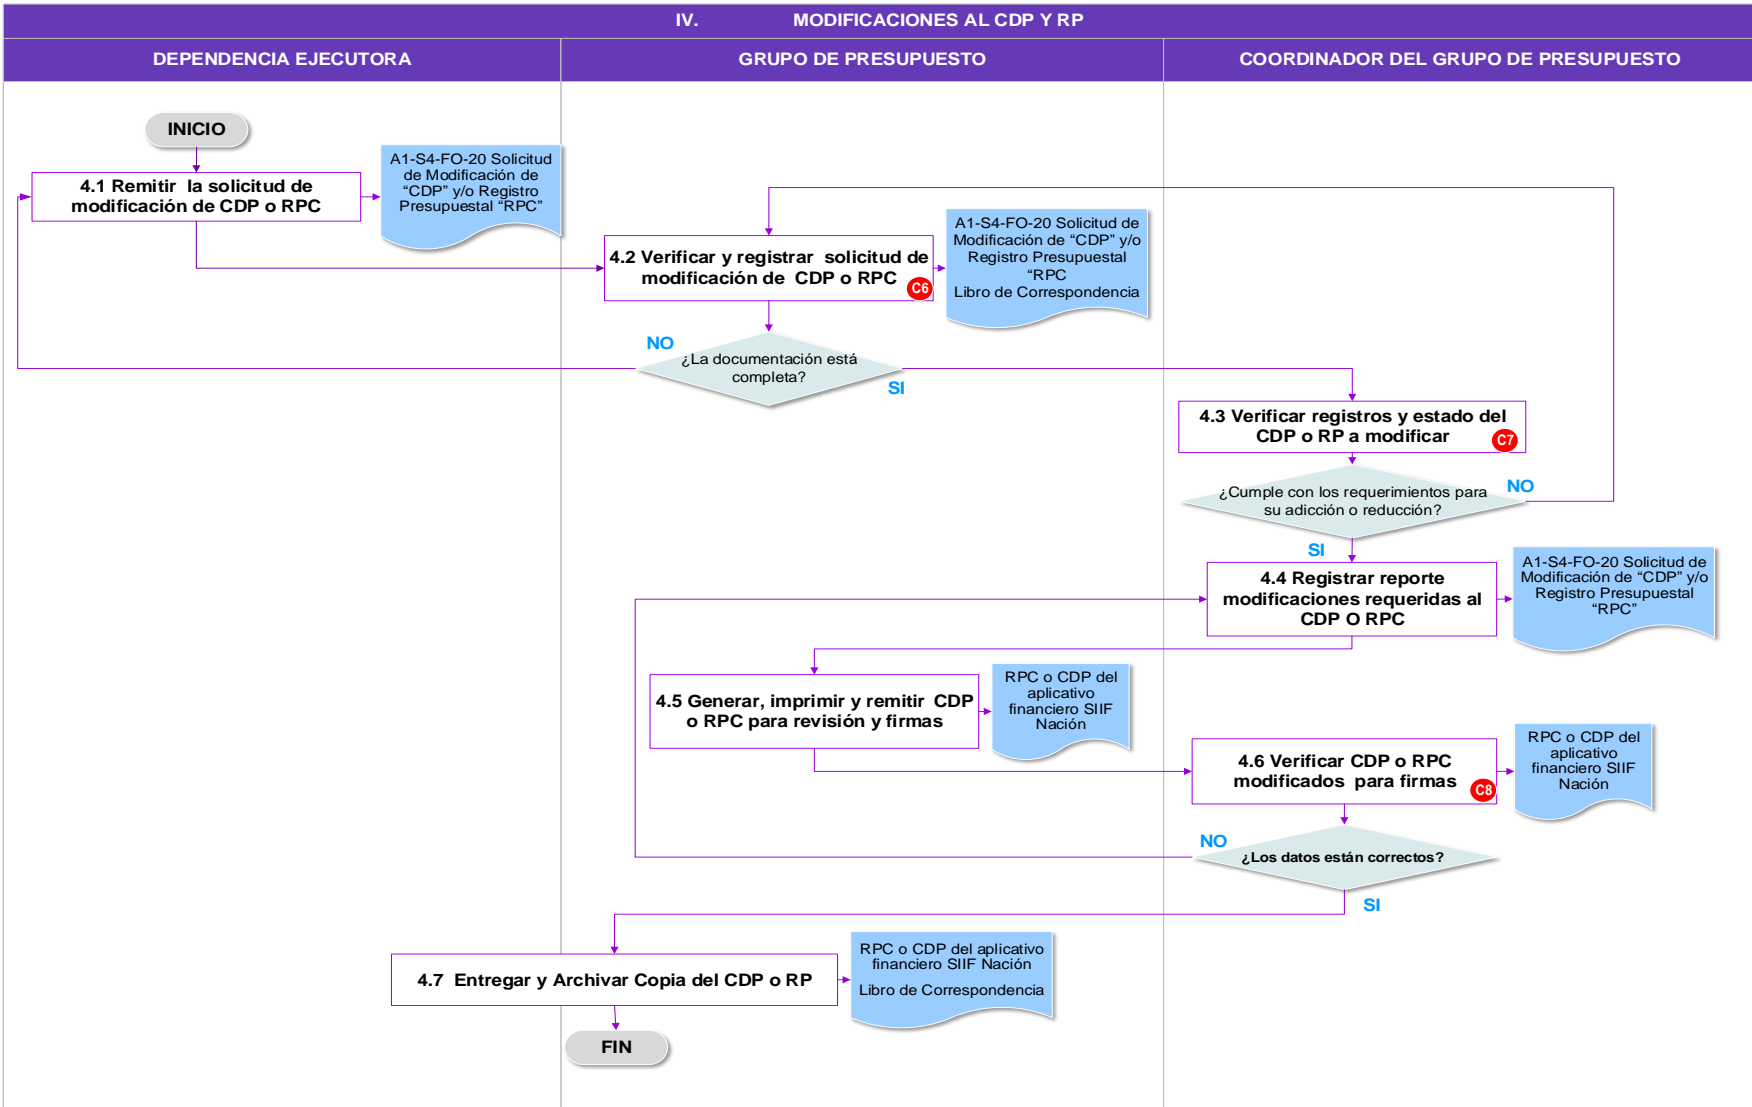 IV. MODIFICACIONES AL CDP Y RP
DEPENDENCIA EJECUTORA
GRUPO DE PRESUPUESTO
COORDINADOR DEL GRUPO DE PRESUPUESTO
INICIO
4.1 Remitir la solicitud de
modificación de CDP o RPC
A1-S4-FO-20 Solicitud
de Modificación de
“CDP” y/o Registro
Presupuestal “RPC”
4.2 Verificar y registrar solicitud de
modificación de CDP o RPC
C6
A1-S4-FO-20 Solicitud de
Modificación de “CDP” y/o
Registro Presupuestal
“RPC
Libro de Correspondencia
NO
¿La documentación está
completa?
SI
4.3 Verificar registros y estado del
CDP o RP a modificar
C7
¿Cumple con los requerimientos para
su adicción o reducción?
NO
SI
4.4 Registrar reporte
modificaciones requeridas al
CDP O RPC
A1-S4-FO-20 Solicitud de
Modificación de “CDP” y/o
Registro Presupuestal
“RPC”
4.5 Generar, imprimir y remitir CDP
o RPC para revisión y firmas
RPC o CDP del
aplicativo
financiero SIIF
Nación
4.6 Verificar CDP o RPC
modificados para firmas
C8
RPC o CDP del
aplicativo
financiero SIIF
Nación
NO
¿Los datos están correctos?
SI
4.7 Entregar y Archivar Copia del CDP o RP
RPC o CDP del aplicativo
financiero SIIF Nación
Libro de Correspondencia
FIN